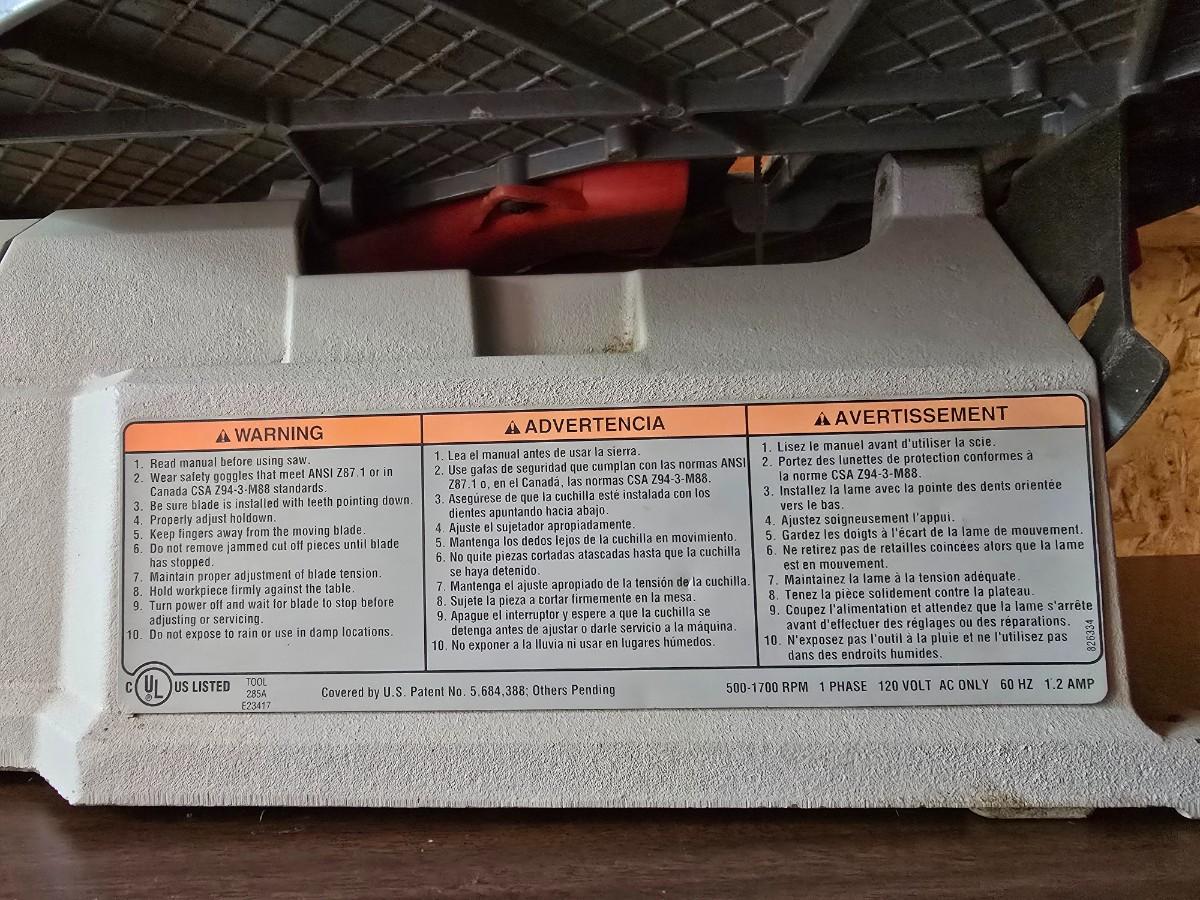 ⚠ WARNING
1. Read manual before using saw.
2. Wear safety goggles that meet ANSI Z87.1 or in
Canada CSA Z94-3-M88 standards.
3. Be sure blade is installed with teeth pointing down.
4. Properly adjust holdown.
5. Keep fingers away from the moving blade.
6. Do not remove jammed cut off pieces until blade
has stopped.
7. Maintain proper adjustment of blade tension.
8. Hold workpiece firmly against the table.
9. Turn power off and wait for blade to stop before
adjusting or servicing.
10. Do not expose to rain or use in damp locations.
⚠ ADVERTENCIA
1. Lea el manual antes de usar la sierra.
2. Use gafas de seguridad que cumplan con las normas ANSI
Z87.1 o, en el Canadá, las normas CSA Z94-3-M88.
3. Asegúrese de que la cuchilla esté instalada con los
dientes apuntando hacia abajo.
4. Ajuste el sujetador apropiadamente.
5. Mantenga los dedos lejos de la cuchilla en movimiento.
6. No quite piezas cortadas atascadas hasta que la cuchilla
se haya detenido.
7. Mantenga el ajuste apropiado de la tensión de la cuchilla.
8. Sujete la pieza a cortar firmemente en la mesa.
9. Apague el interruptor y espere a que la cuchilla se
detenga antes de ajustar o darle servicio a la máquina.
10. No exponer a la lluvia ni usar en lugares húmedos.
⚠ AVERTISSEMENT
1. Lisez le manuel avant d'utiliser la scie.
2. Portez des lunettes de protection conformes à
la norme CSA Z94-3-M88.
3. Installez la lame avec la pointe des dents orientée
vers le bas.
4. Ajustez soigneusement l'appui.
5. Gardez les doigts à l'écart de la lame de mouvement.
6. Ne retirez pas de retailles coincées alors que la lame
est en mouvement.
7. Maintainez la lame à la tension adéquate.
8. Tenez la pièce solidement contre la plateau.
9. Coupez l'alimentation et attendez que la lame s'arrête
avant d'effectuer des réglages ou des réparations.
10. N'exposez pas l'outil à la pluie et ne l'utilisez pas
dans des endroits humides.
826334
C UL US LISTED
TOOL
285A
E23417
Covered by U.S. Patent No. 5,684,388; Others Pending
500-1700 RPM 1 PHASE 120 VOLT AC ONLY 60 HZ 1.2 AMP